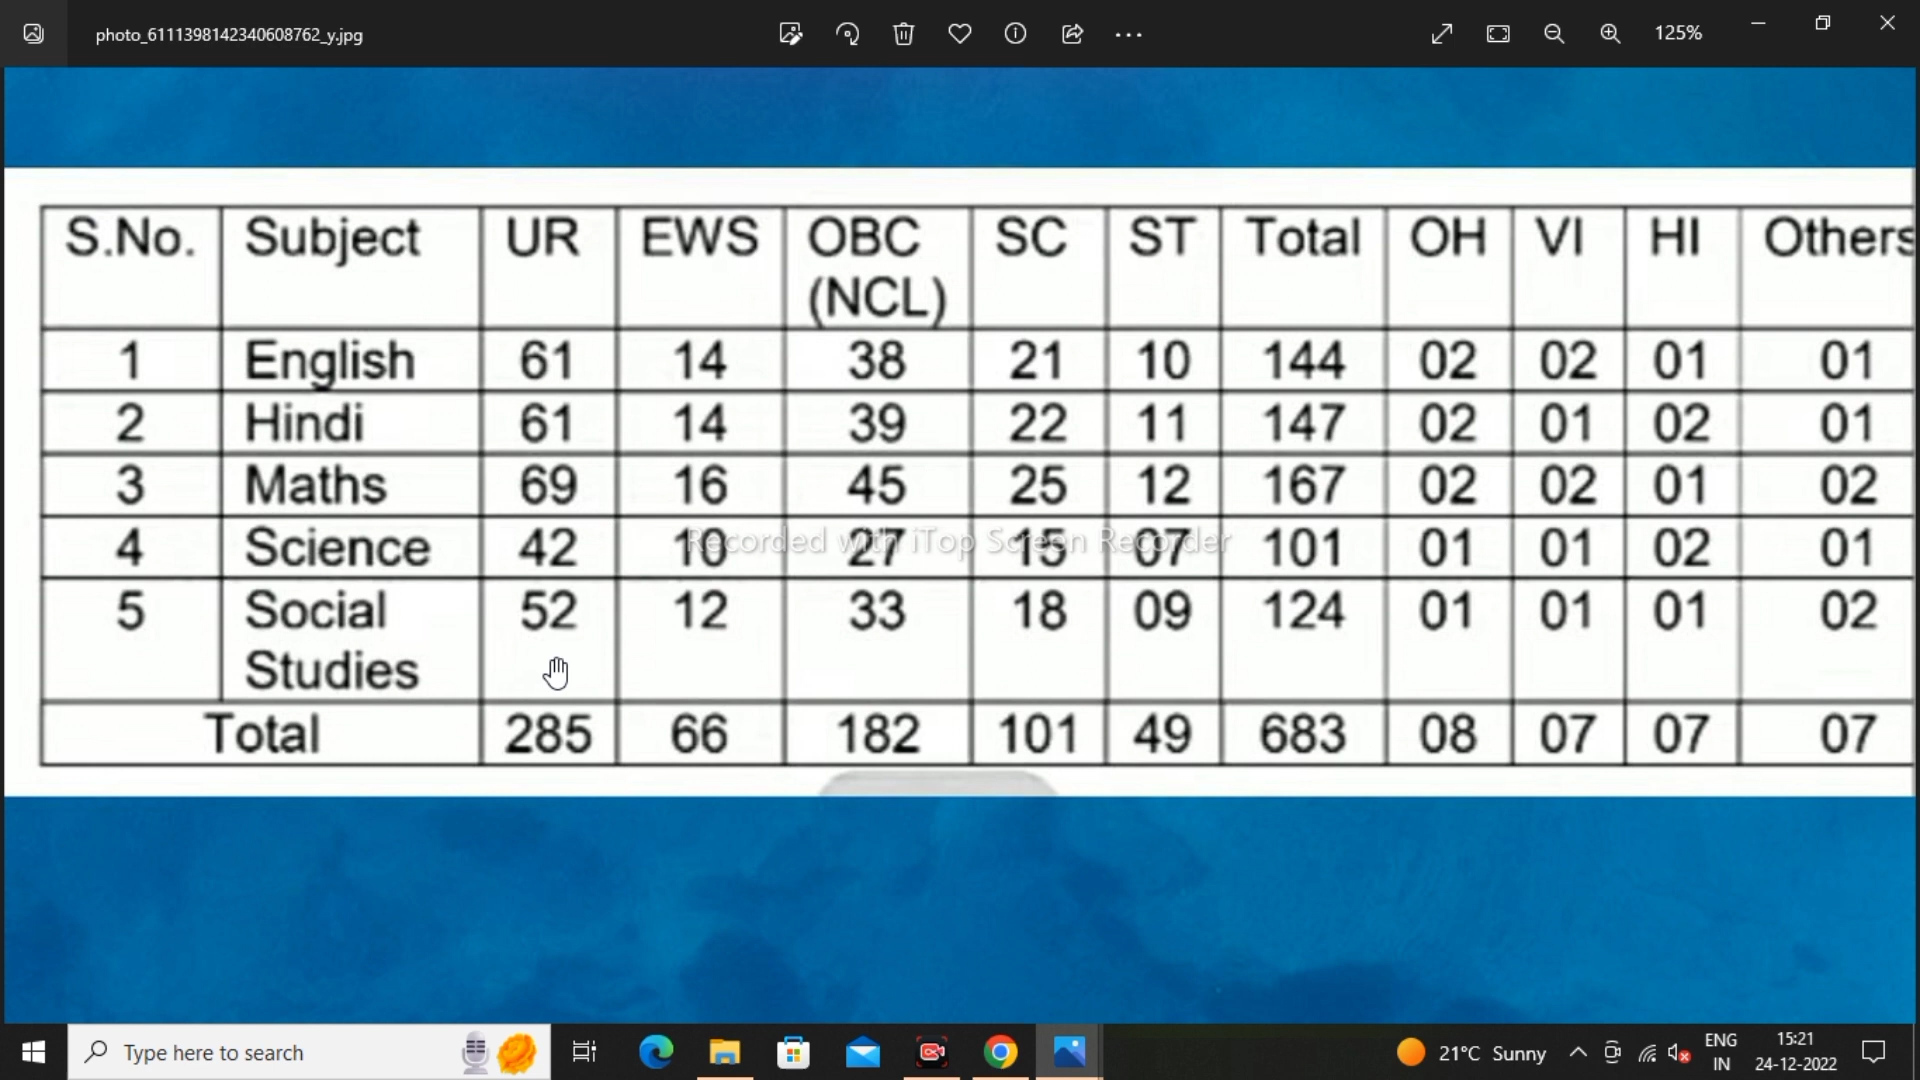 photo_6111398142340608762_y.jpg
125%
S.No. Subject UR EWS OBC (NCL) SC ST Total OH VI HI Others
1 English 61 14 38 21 10 144 02 02 01 01
2 Hindi 61 14 39 22 11 147 02 01 02 01
3 Maths 69 16 45 25 12 167 02 02 01 02
4 Science 42 10 27 15 07 101 01 01 02 01
Recorded with iTop Screen Recorder
5 Social Studies 52 12 33 18 09 124 01 01 01 02
Total 285 66 182 101 49 683 08 07 07 07
Type here to search
21°C Sunny
ENG
IN
15:21
24-12-2022